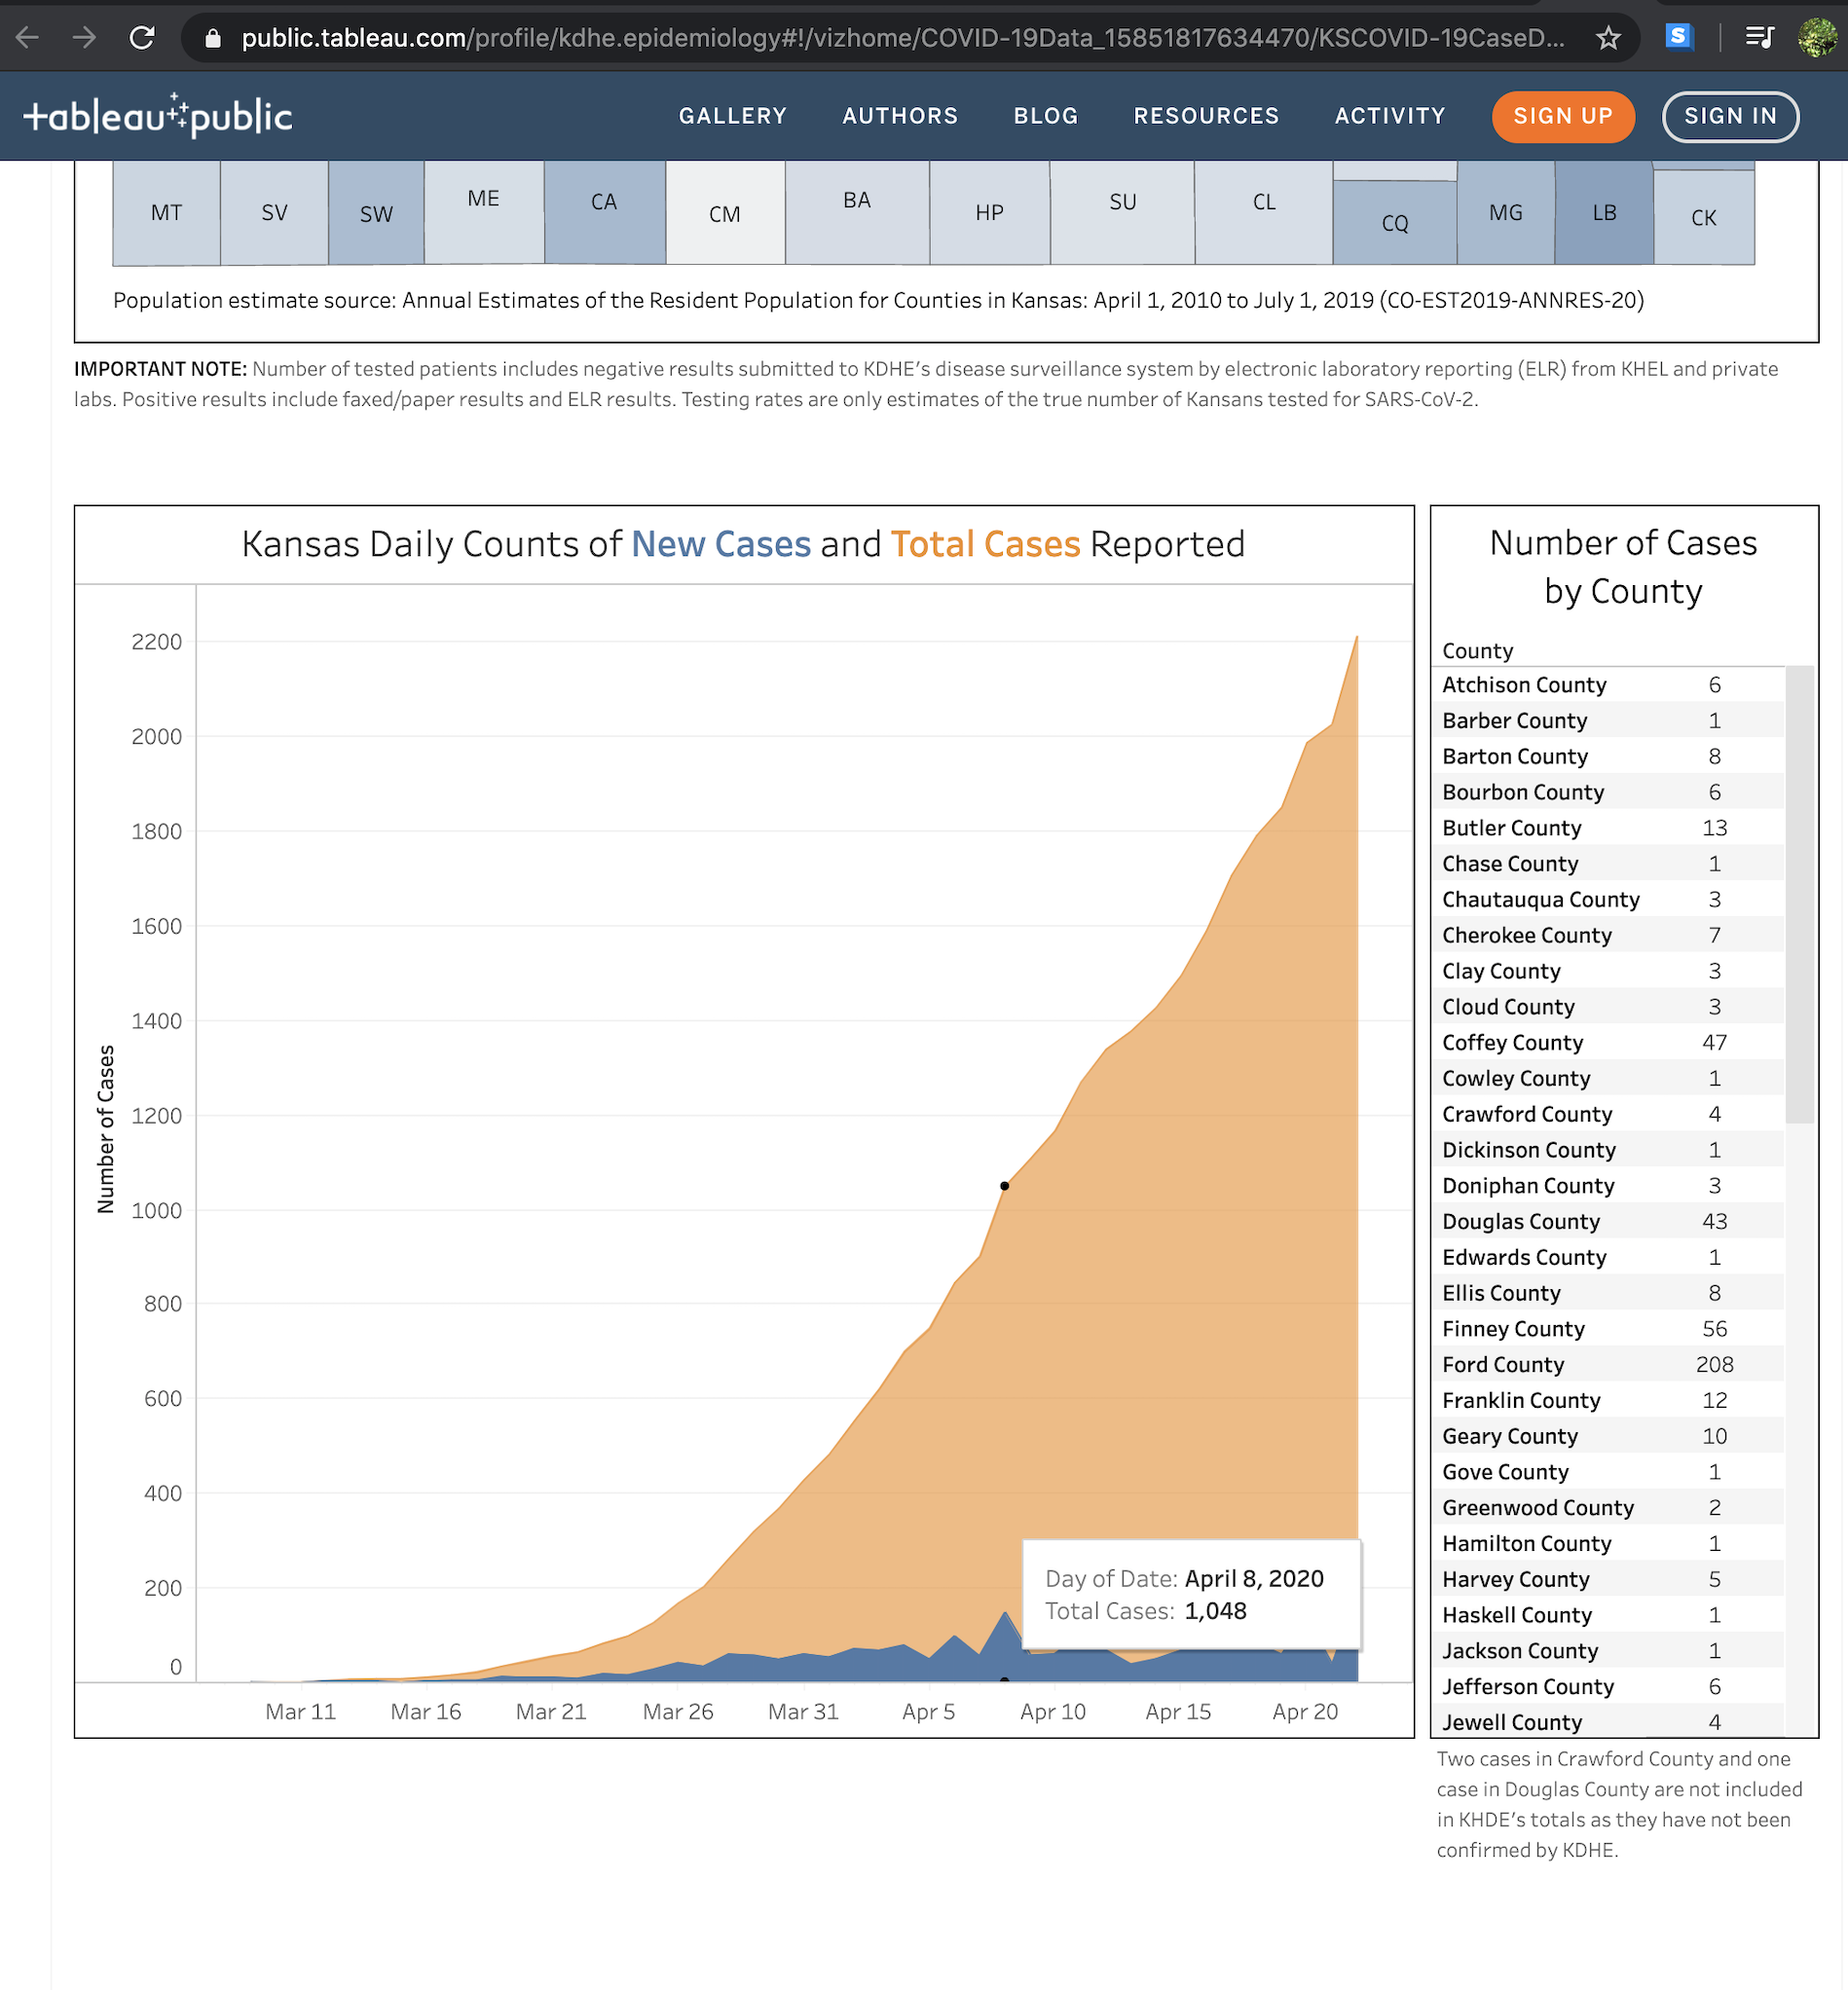 public.tableau.com/profile/kdhe.epidemiology#!/vizhome/COVID-19Data_15851817634470/KSCOVID-19CaseD...
S
tableau public
GALLERY AUTHORS BLOG RESOURCES ACTIVITY SIGN UP SIGN IN
MT SV SW ME CA CM BA HP SU CL CQ MG LB CK
Population estimate source: Annual Estimates of the Resident Population for Counties in Kansas: April 1, 2010 to July 1, 2019 (CO-EST2019-ANNRES-20)
IMPORTANT NOTE: Number of tested patients includes negative results submitted to KDHE's disease surveillance system by electronic laboratory reporting (ELR) from KHEL and private
labs. Positive results include faxed/paper results and ELR results. Testing rates are only estimates of the true number of Kansans tested for SARS-CoV-2.
Kansas Daily Counts of New Cases and Total Cases Reported
Number of Cases
2200
2000
1800
1600
1400
1200
1000
800
600
400
200
0
Day of Date: April 8, 2020
Total Cases: 1,048
Mar 11 Mar 16 Mar 21 Mar 26 Mar 31 Apr 5 Apr 10 Apr 15 Apr 20
Number of Cases
by County
County
Atchison County 6
Barber County 1
Barton County 8
Bourbon County 6
Butler County 13
Chase County 1
Chautauqua County 3
Cherokee County 7
Clay County 3
Cloud County 3
Coffey County 47
Cowley County 1
Crawford County 4
Dickinson County 1
Doniphan County 3
Douglas County 43
Edwards County 1
Ellis County 8
Finney County 56
Ford County 208
Franklin County 12
Geary County 10
Gove County 1
Greenwood County 2
Hamilton County 1
Harvey County 5
Haskell County 1
Jackson County 1
Jefferson County 6
Jewell County 4
Two cases in Crawford County and one
case in Douglas County are not included
in KHDE's totals as they have not been
confirmed by KDHE.